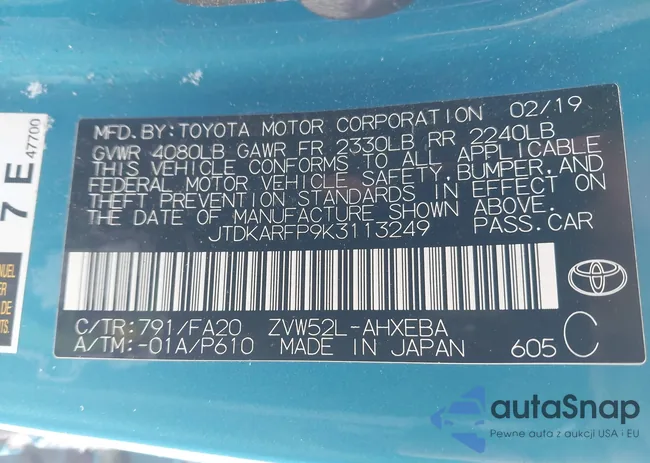 MFD. BY: TOYOTA MOTOR CORPORATION 02/19
GVWR 4080LB GAWR FR 2330LB RR 2240LB
THIS VEHICLE CONFORMS TO ALL APPLICABLE
FEDERAL MOTOR VEHICLE SAFETY, BUMPER, AND
THEFT PREVENTION STANDARDS IN EFFECT ON
THE DATE OF MANUFACTURE SHOWN ABOVE.
JTDKARFP9K3113249 PASS. CAR
C/TR: 791/FA20 ZVW52L-AHXEBA
A/TM: -01A/P610 MADE IN JAPAN 605 C
7 E 47700
autaSnap
Pewne auta z aukcji USA i EU